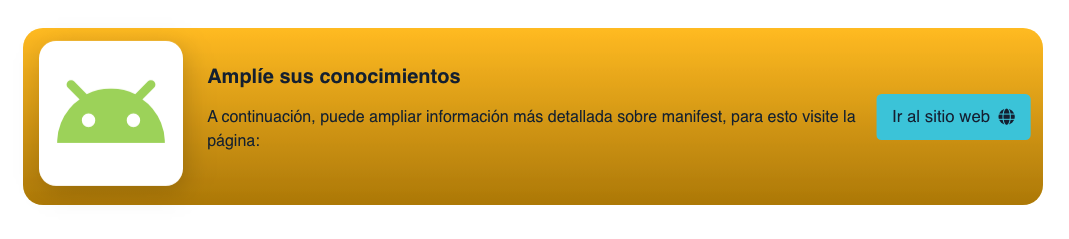 Amplíe sus conocimientos
A continuación, puede ampliar información más detallada sobre manifest, para esto visite la
página:
Ir al sitio web